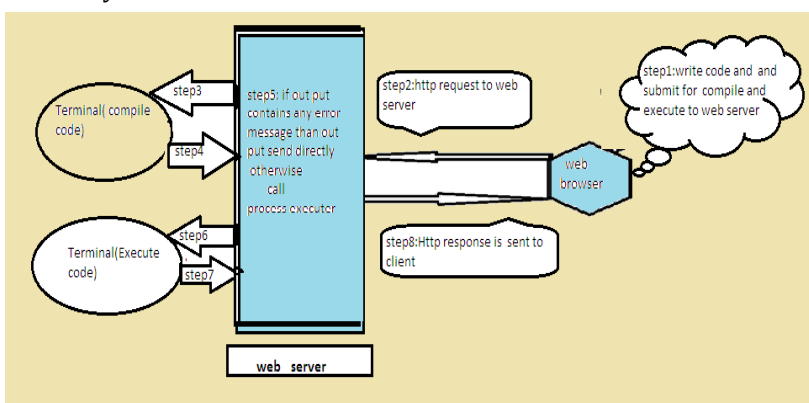 step1:write code and and
submit for compile and
execute to web server
step2:http request to web
server
step3
Terminal( compile
code)
step4
step5: if out put
contains any error
message than out
put send directly
otherwise
call
process executer
web
browser
step6
Terminal(Execute
code)
step7
step8:Http response is sent to
client
web server